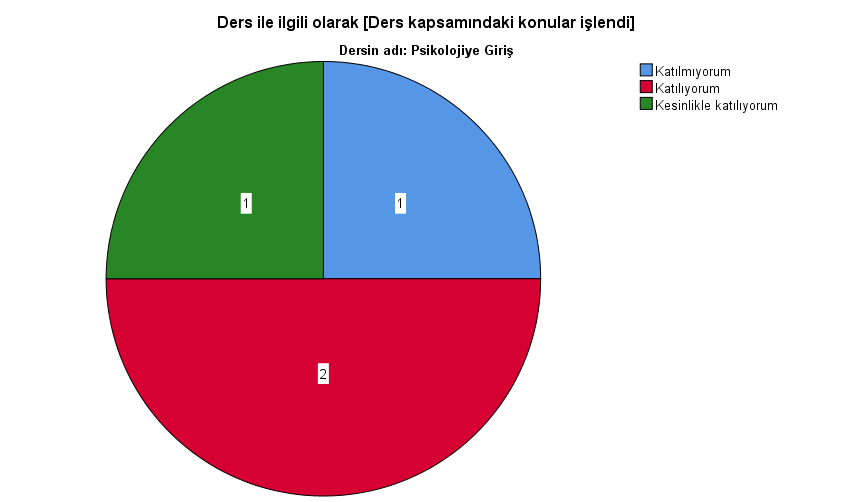 Ders ile ilgili olarak [Ders kapsamındaki konular işlendi]
Dersin adı: Psikolojiye Giriş
Katılmıyorum
Katılıyorum
Kesinlikle katılıyorum
1
1
2